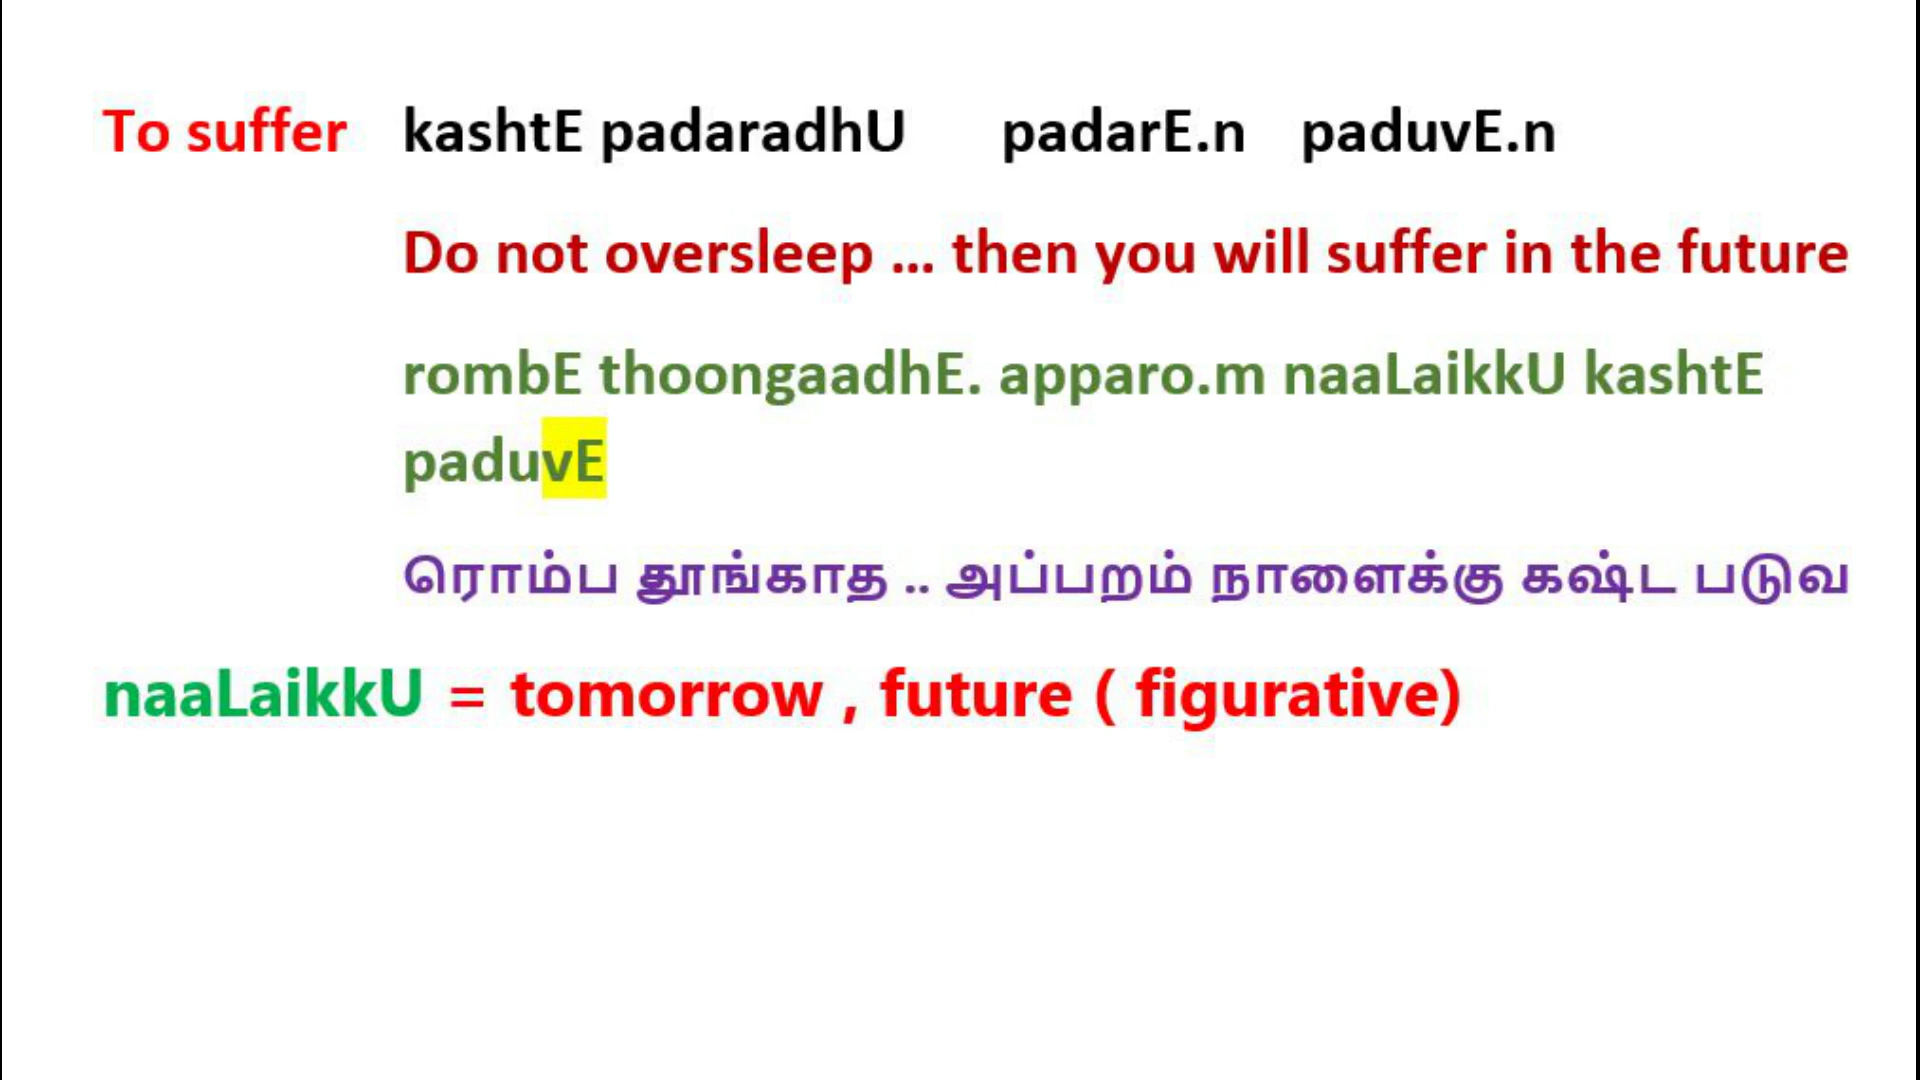 To suffer kashtE padaradhU padarE.n paduvE.n
Do not oversleep ... then you will suffer in the future
rombE thoongaadhE. apparo.m naaLaikkU kashtE
paduvE
ரொம்ப தூங்காத .. அப்பறம் நாளைக்கு கஷ்ட படுவ
naaLaikkU = tomorrow , future ( figurative)